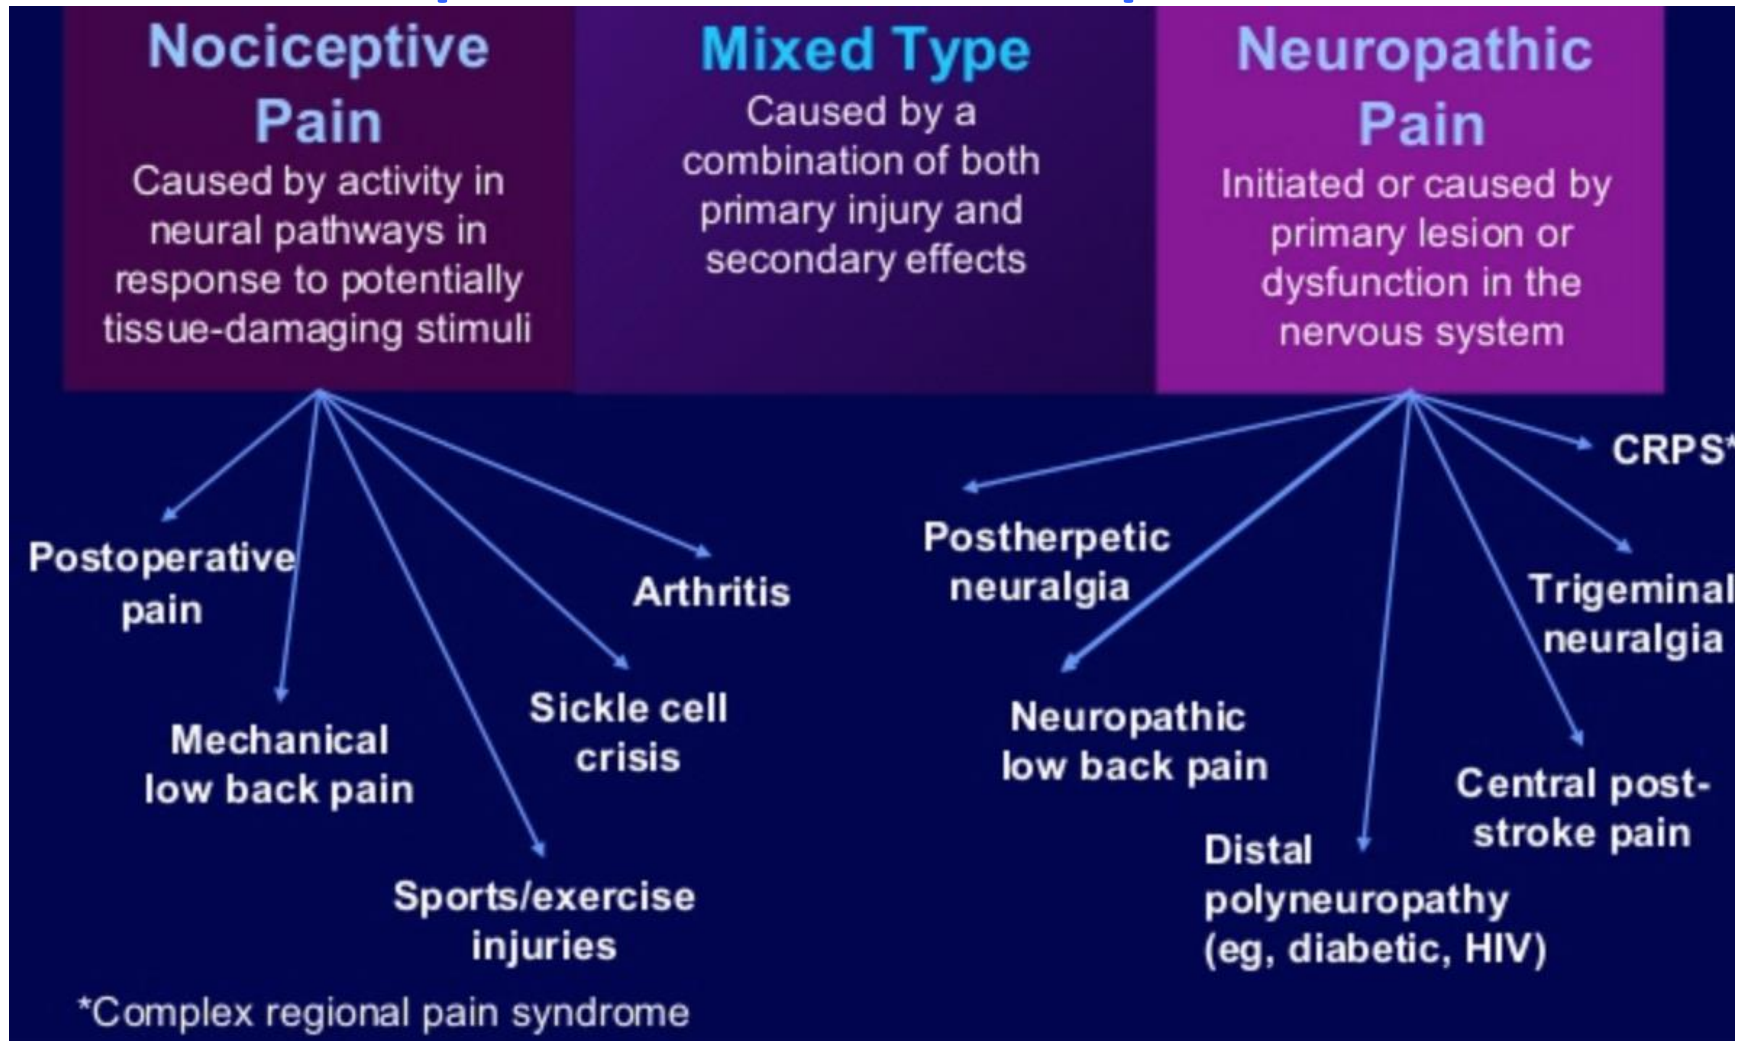 Nociceptive
Pain
Caused by activity in
neural pathways in
response to potentially
tissue-damaging stimuli
Mixed Type
Caused by a
combination of both
primary injury and
secondary effects
Neuropathic
Pain
Initiated or caused by
primary lesion or
dysfunction in the
nervous system
Postoperative
pain
Mechanical
low back pain
Sports/exercise
injuries
Sickle cell
crisis
Arthritis
Postherpetic
neuralgia
Neuropathic
low back pain
Distal
polyneuropathy
(eg, diabetic, HIV)
Central post-
stroke pain
Trigeminal
neuralgia
CRPS*
*Complex regional pain syndrome